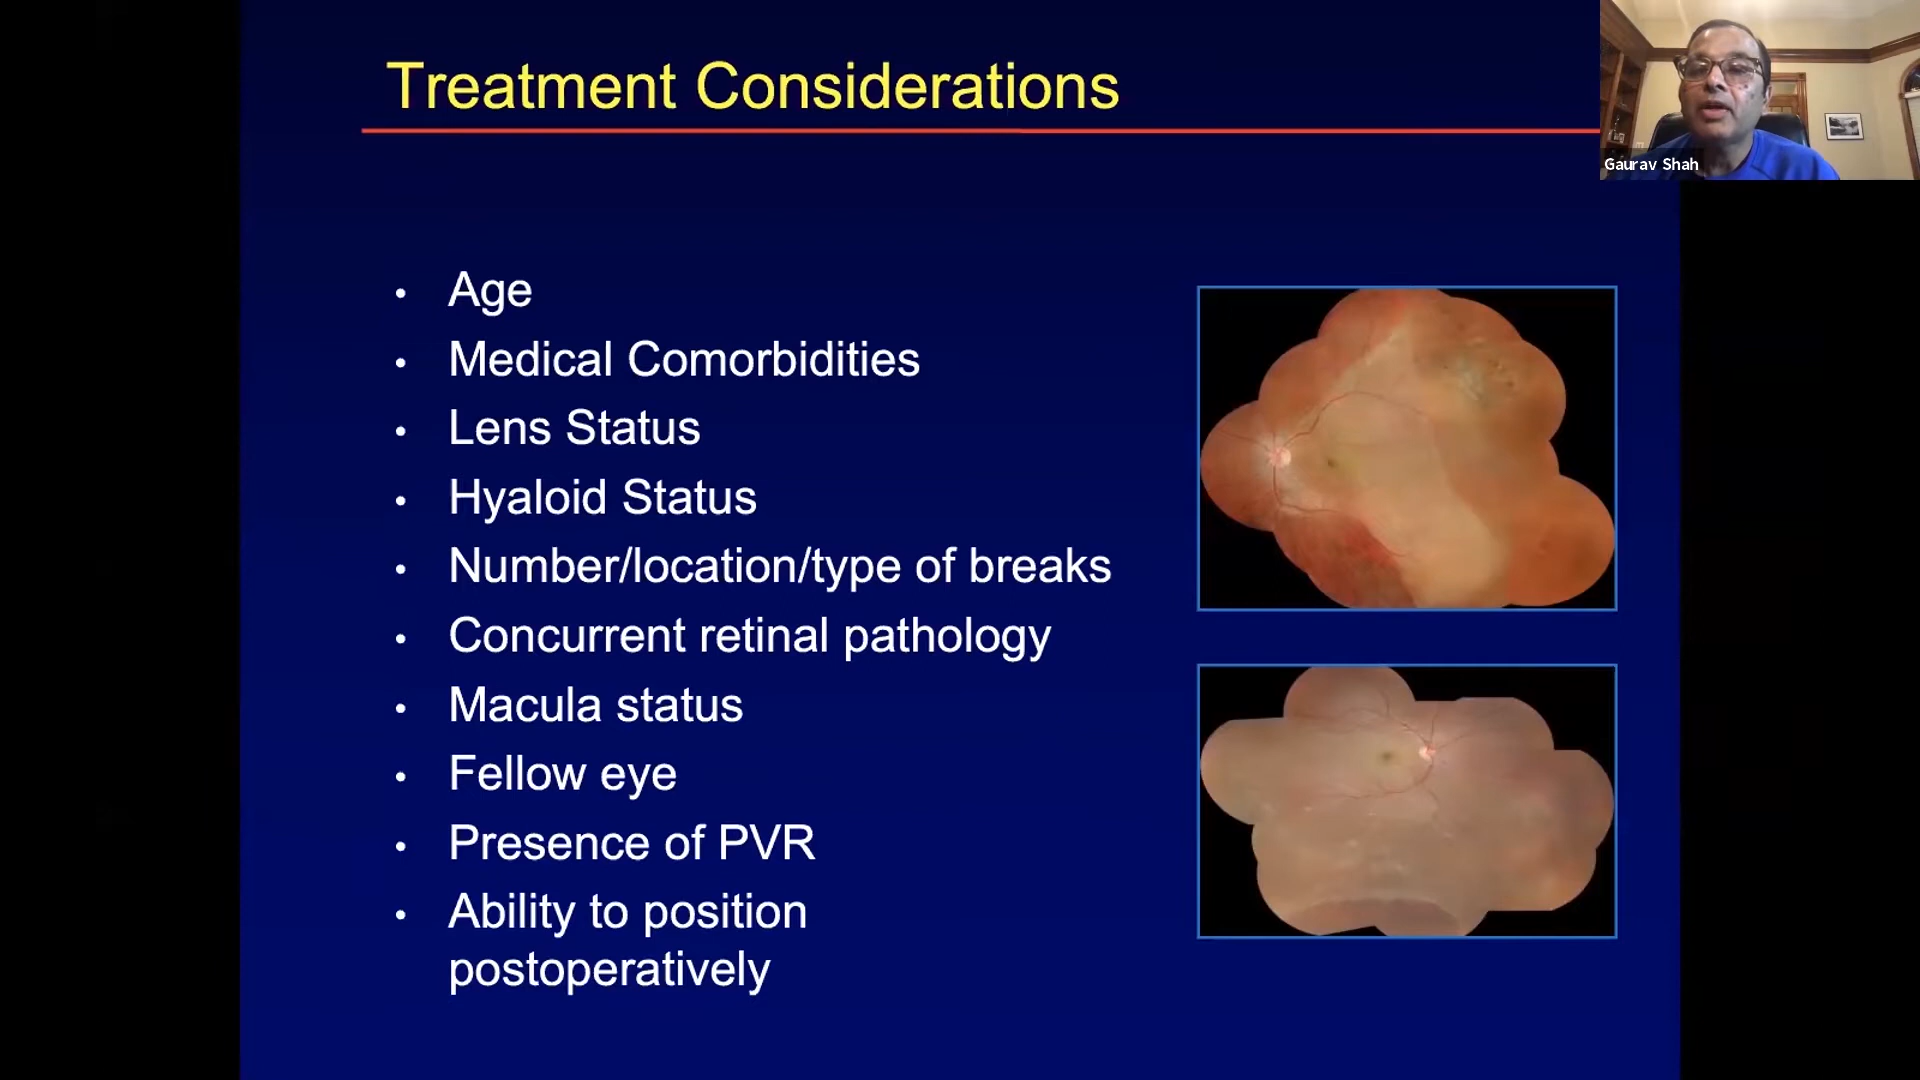 Treatment Considerations
Gaurav Shah
• Age
• Medical Comorbidities
• Lens Status
• Hyaloid Status
• Number/location/type of breaks
• Concurrent retinal pathology
• Macula status
• Fellow eye
• Presence of PVR
• Ability to position
postoperatively